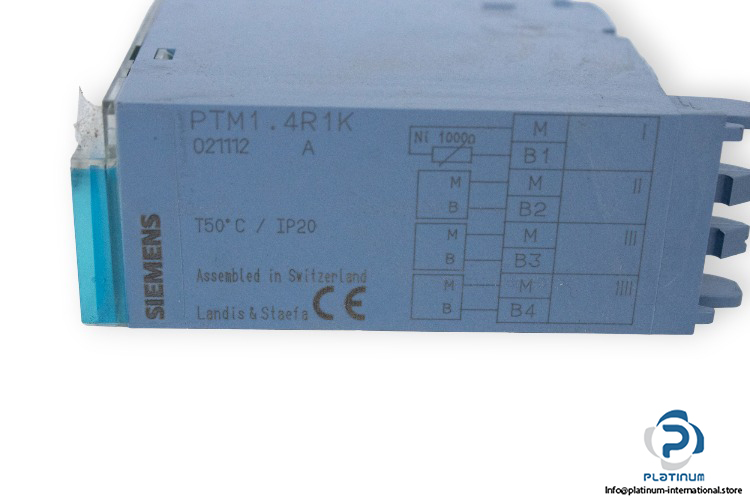 PTM1.4R1K
021112 A
T50°C / IP20
Assembled in Switzerland
Landis & Staefa CE
SIEMENS
Ni 1000Ω
M I
B1
M M II
B B2
M M III
B B3
M M IIII
B B4
PLATINUM
Info@platinum-international.store